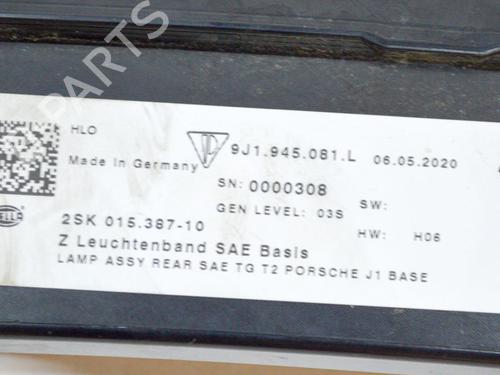 PARTS
HLO
9J1.945.081.L 06.05.2020
Made in Germany
SN: 0000308 SW:
GEN LEVEL: 03S
2SK 015.387-10 HW: H06
Z Leuchtenband SAE Basis
LAMP ASSY REAR SAE TG T2 PORSCHE J1 BASE